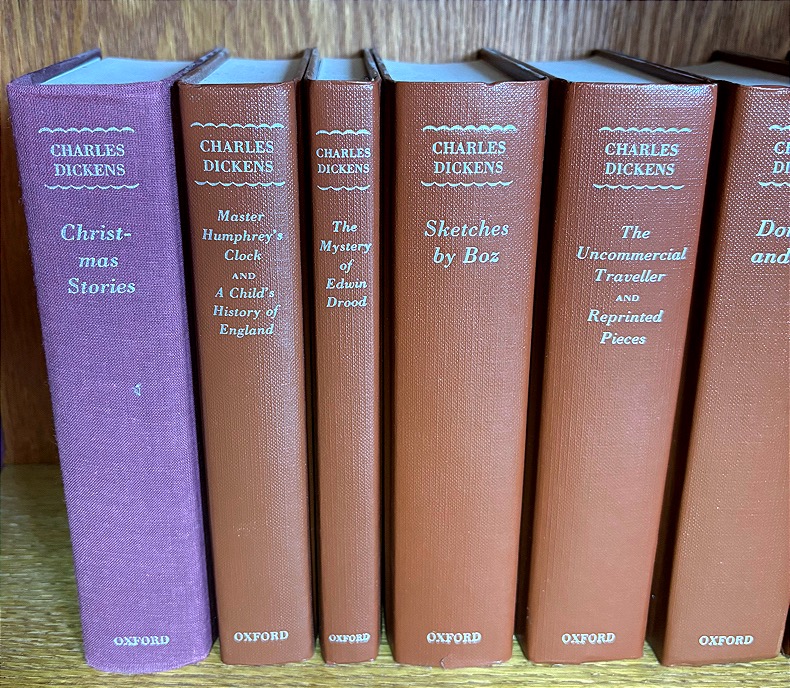 CHARLES
DICKENS
Christ-
mas
Stories
OXFORD
CHARLES
DICKENS
Master
Humphrey's
Clock
AND
A Child's
History of
England
OXFORD
CHARLES
DICKENS
The
Mystery
of
Edwin
Drood
OXFORD
CHARLES
DICKENS
Sketches
by Boz
OXFORD
CHARLES
DICKENS
The
Uncommercial
Traveller
AND
Reprinted
Pieces
OXFORD
and
OXFORD